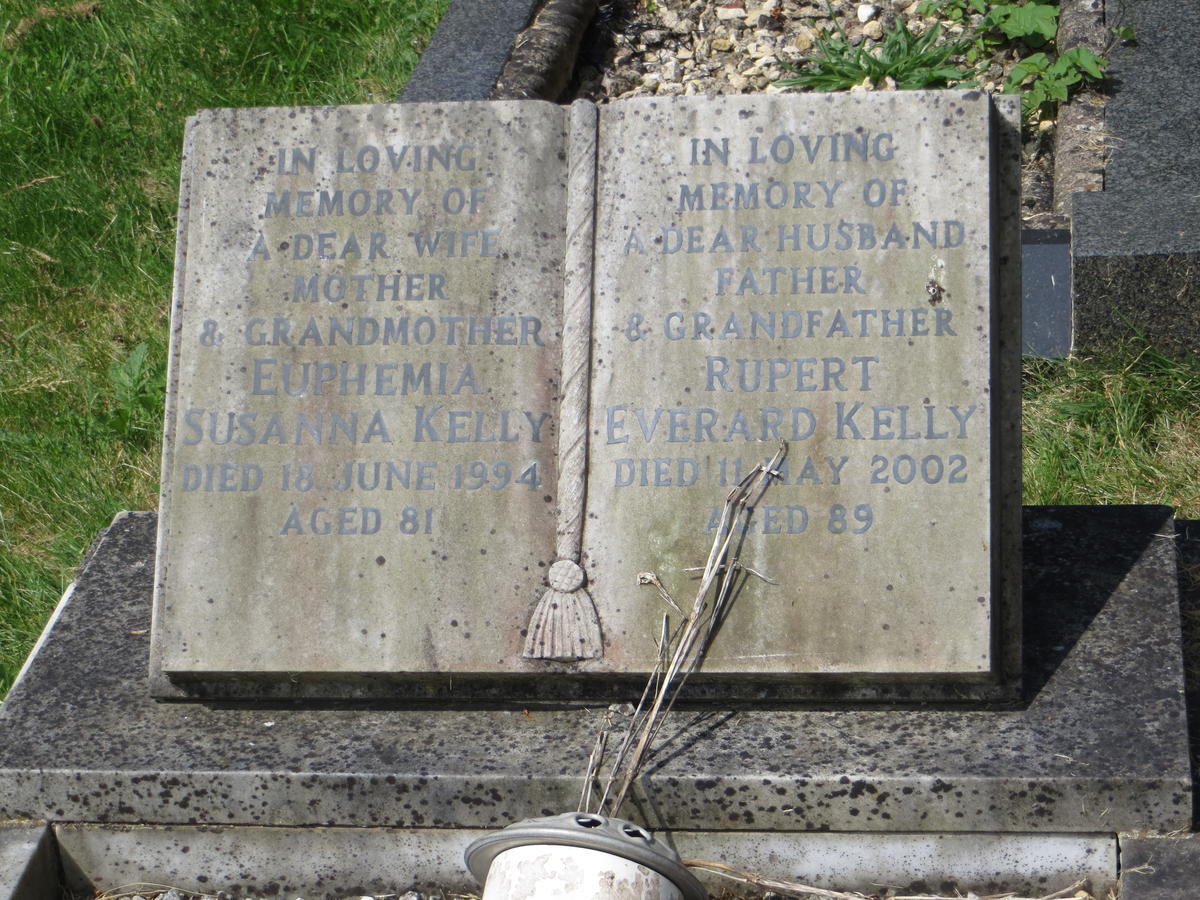 IN LOVING
MEMORY OF
A DEAR WIFE
MOTHER
& GRANDMOTHER
EUPHEMIA
SUSANNA KELLY
DIED 18 JUNE 1994
AGED 81
IN LOVING
MEMORY OF
A DEAR HUSBAND
FATHER
& GRANDFATHER
RUPERT
EVERARD KELLY
DIED 11 MAY 2002
AGED 89